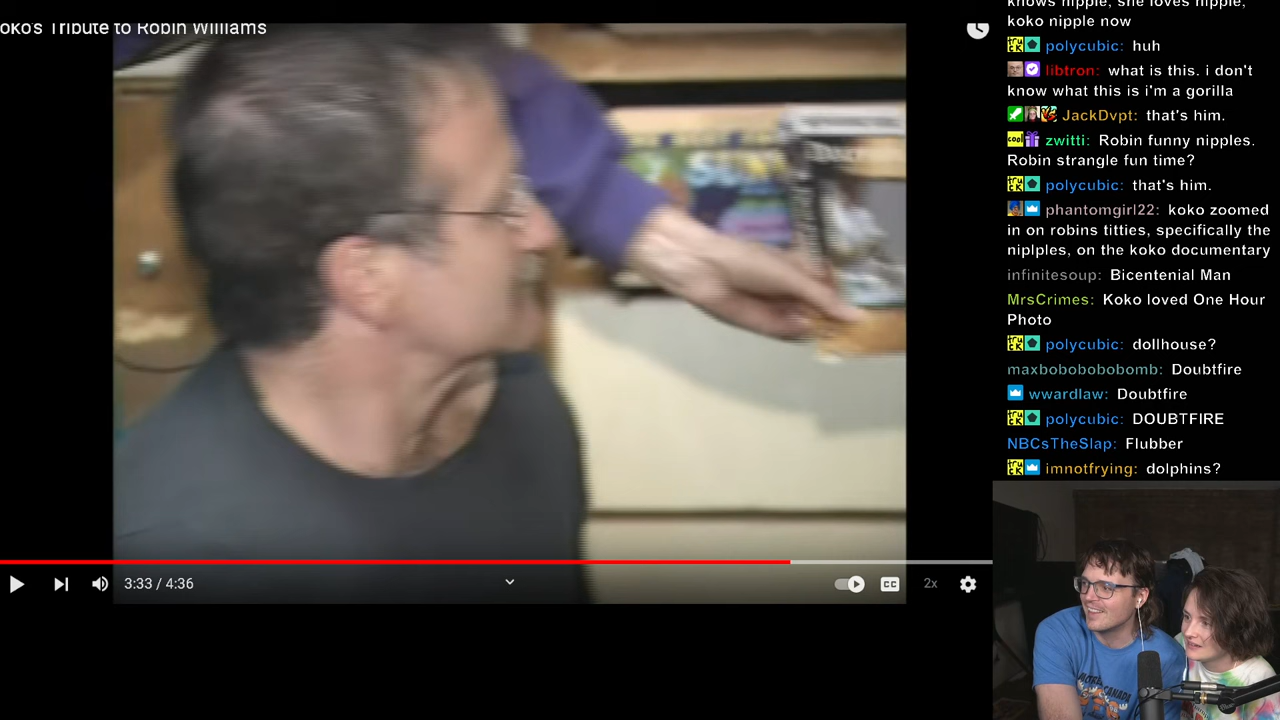 oko's Tribute to Robin Williams
3:33 / 4:36
CC
2x
knows nipple, she loves nipple,
koko nipple now
polycubic: huh
libtron: what is this. i don't
know what this is i'm a gorilla
JackDvpt: that's him.
zwitti: Robin funny nipples.
Robin strangle fun time?
polycubic: that's him.
phantomgirl22: koko zoomed
in on robins titties, specifically the
niplples, on the koko documentary
infinitesoup: Bicentenial Man
MrsCrimes: Koko loved One Hour
Photo
polycubic: dollhouse?
maxbobobobobomb: Doubtfire
wwardlaw: Doubtfire
polycubic: DOUBTFIRE
NBCsTheSlap: Flubber
imnotfrying: dolphins?